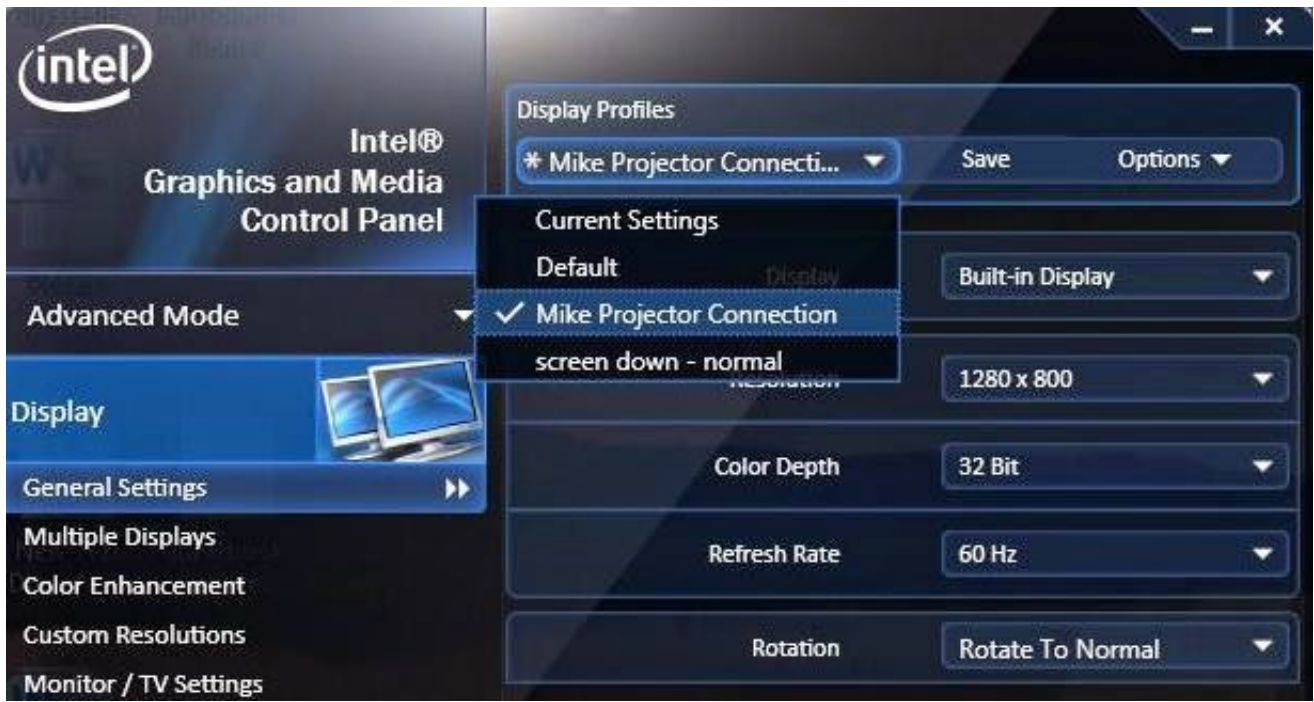 intel
Intel®
Graphics and Media
Control Panel
Advanced Mode
Display
General Settings
Multiple Displays
Color Enhancement
Custom Resolutions
Monitor / TV Settings
Display Profiles
* Mike Projector Connecti...
Save
Options
Current Settings
Default
✓ Mike Projector Connection
screen down - normal
Display
Built-in Display
Resolution
1280 x 800
Color Depth
32 Bit
Refresh Rate
60 Hz
Rotation
Rotate To Normal